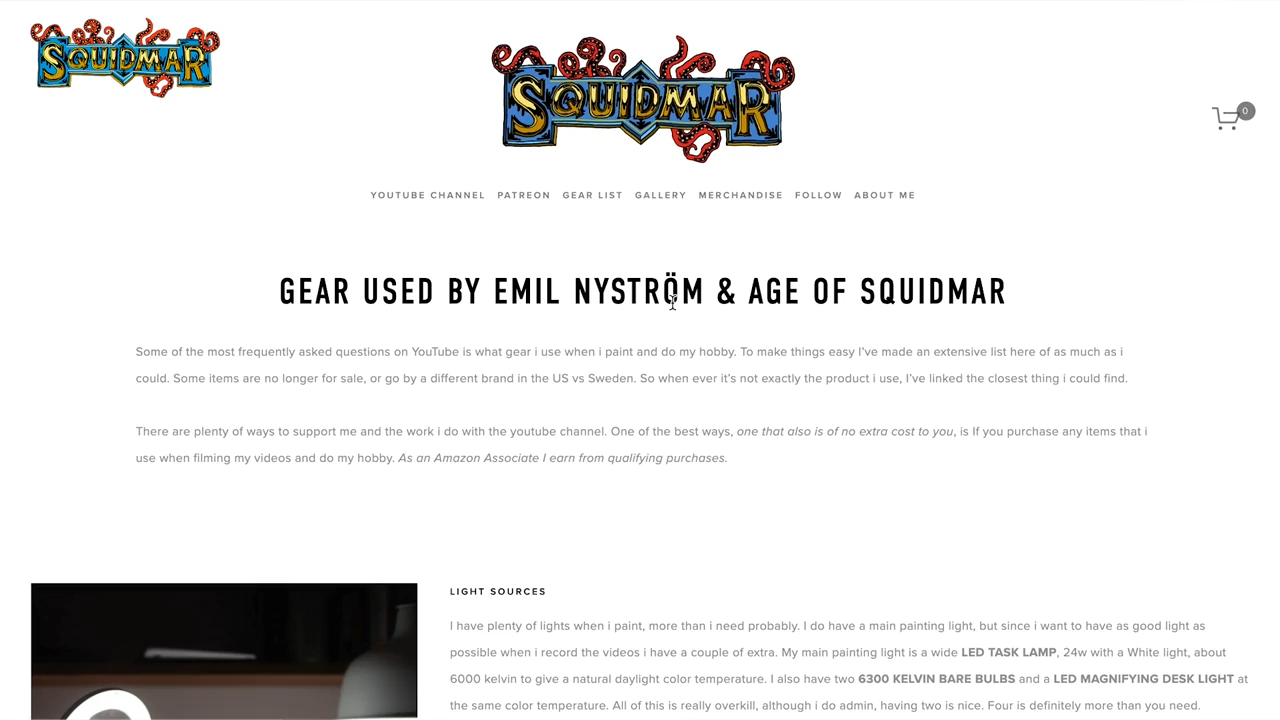 SQUIDMAR
SQUIDMAR
0
YOUTUBE CHANNEL PATREON GEAR LIST GALLERY MERCHANDISE FOLLOW ABOUT ME
GEAR USED BY EMIL NYSTRÖM & AGE OF SQUIDMAR
Some of the most frequently asked questions on YouTube is what gear i use when i paint and do my hobby. To make things easy I've made an extensive list here of as much as i
could. Some items are no longer for sale, or go by a different brand in the US vs Sweden. So when ever it's not exactly the product i use, I've linked the closest thing i could find.
There are plenty of ways to support me and the work i do with the youtube channel. One of the best ways, one that also is of no extra cost to you, is If you purchase any items that i
use when filming my videos and do my hobby. As an Amazon Associate I earn from qualifying purchases.
LIGHT SOURCES
I have plenty of lights when i paint, more than i need probably. I do have a main painting light, but since i want to have as good light as
possible when i record the videos i have a couple of extra. My main painting light is a wide LED TASK LAMP, 24w with a White light, about
6000 kelvin to give a natural daylight color temperature. I also have two 6300 KELVIN BARE BULBS and a LED MAGNIFYING DESK LIGHT at
the same color temperature. All of this is really overkill, although i do admin, having two is nice. Four is definitely more than you need.